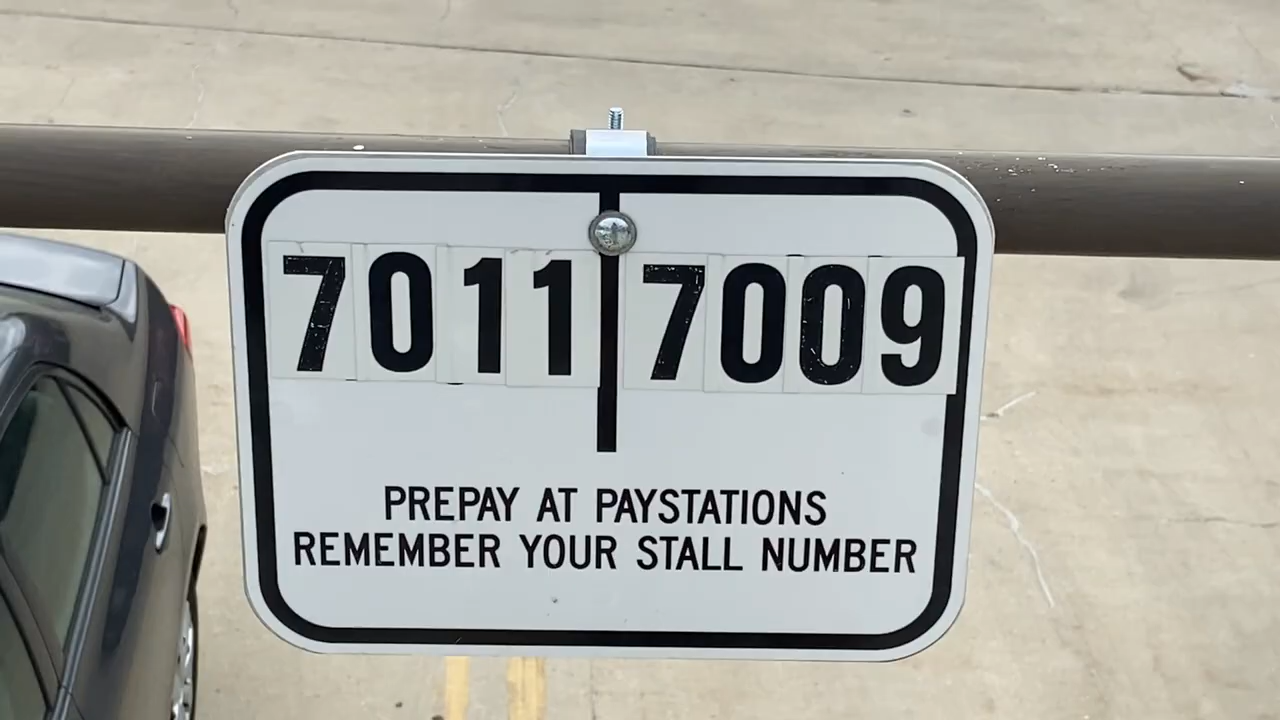 7011 7009
PREPAY AT PAYSTATIONS
REMEMBER YOUR STALL NUMBER